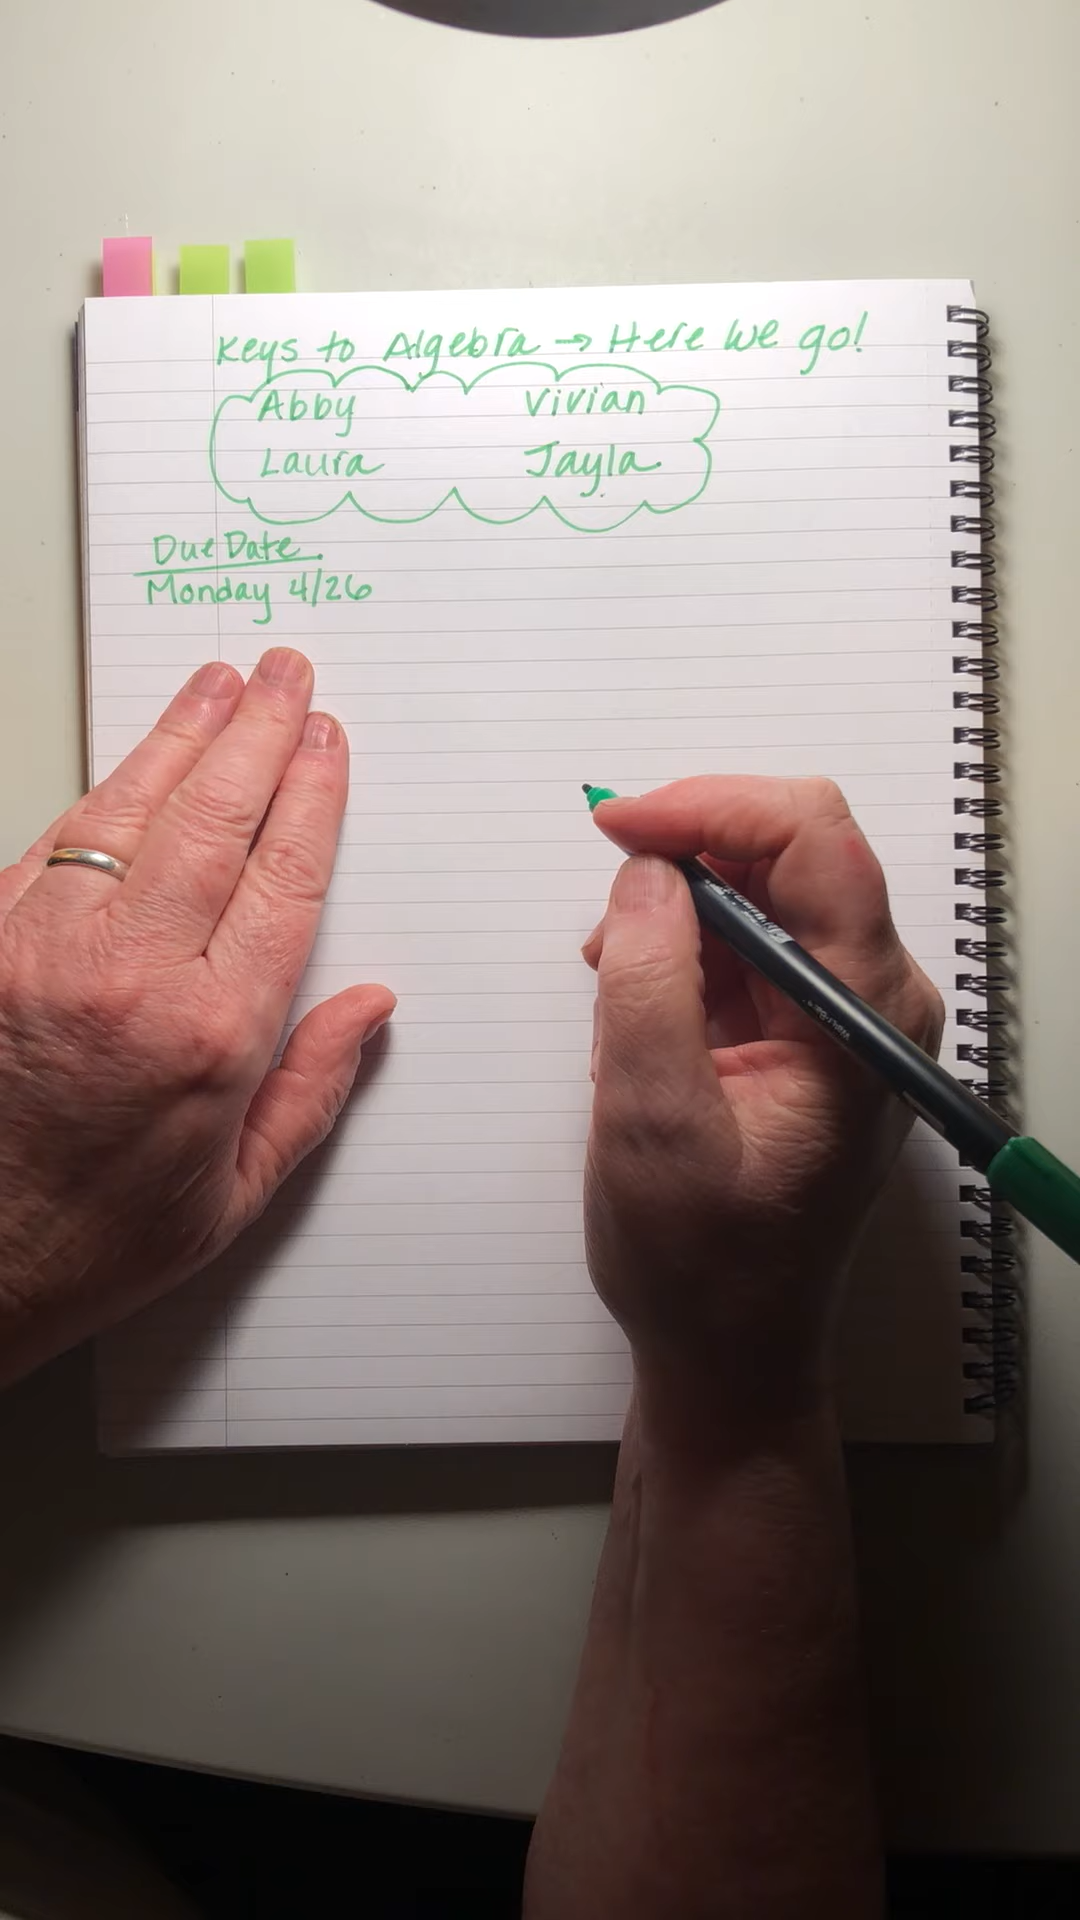 Keys to Algebra → Here we go!
Abby Vivian
Laura Jayla
Due Date
Monday 4/26